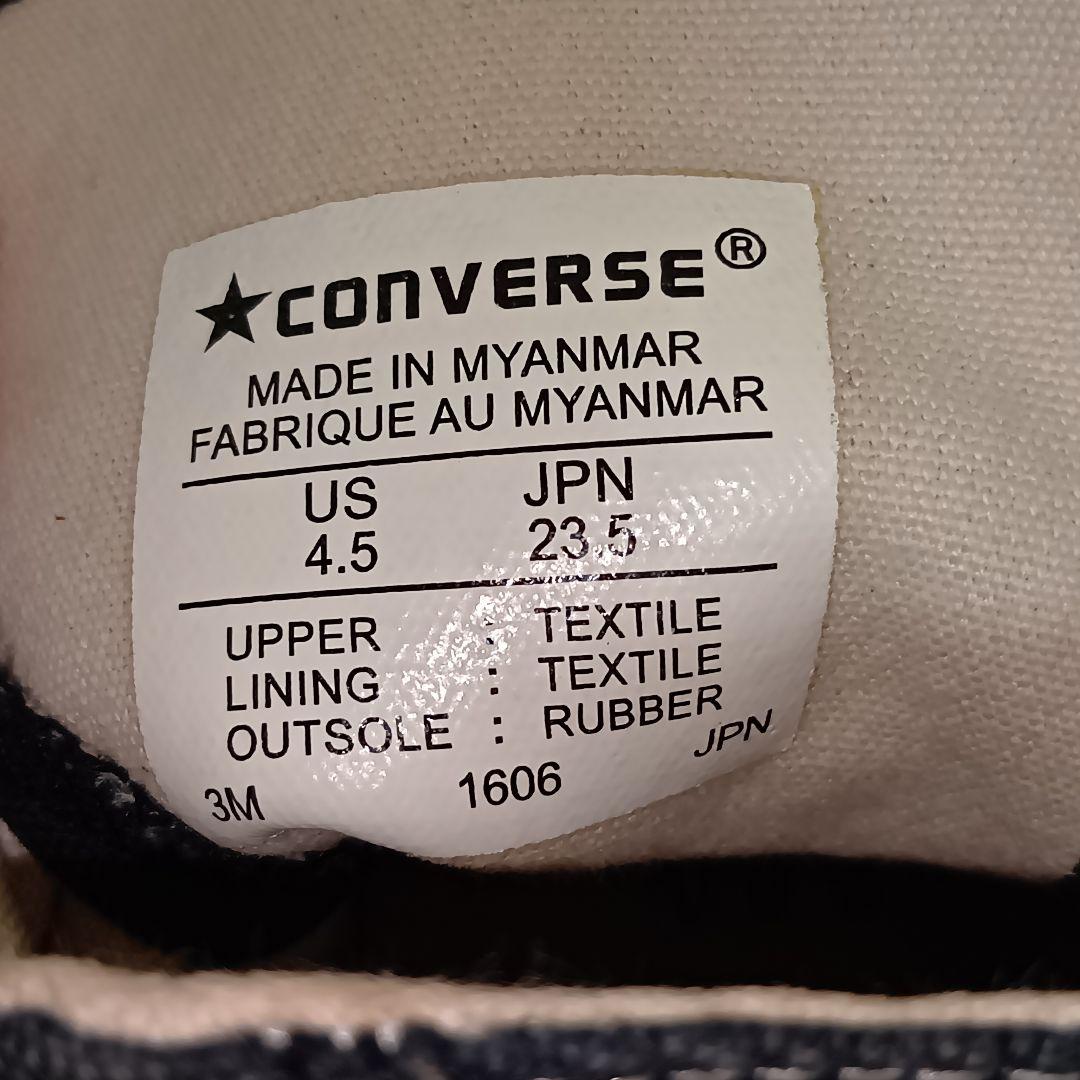 ★CONVERSE®
MADE IN MYANMAR
FABRIQUE AU MYANMAR
US JPN
4.5 23.5
UPPER : TEXTILE
LINING : TEXTILE
OUTSOLE : RUBBER
3M 1606 JPN